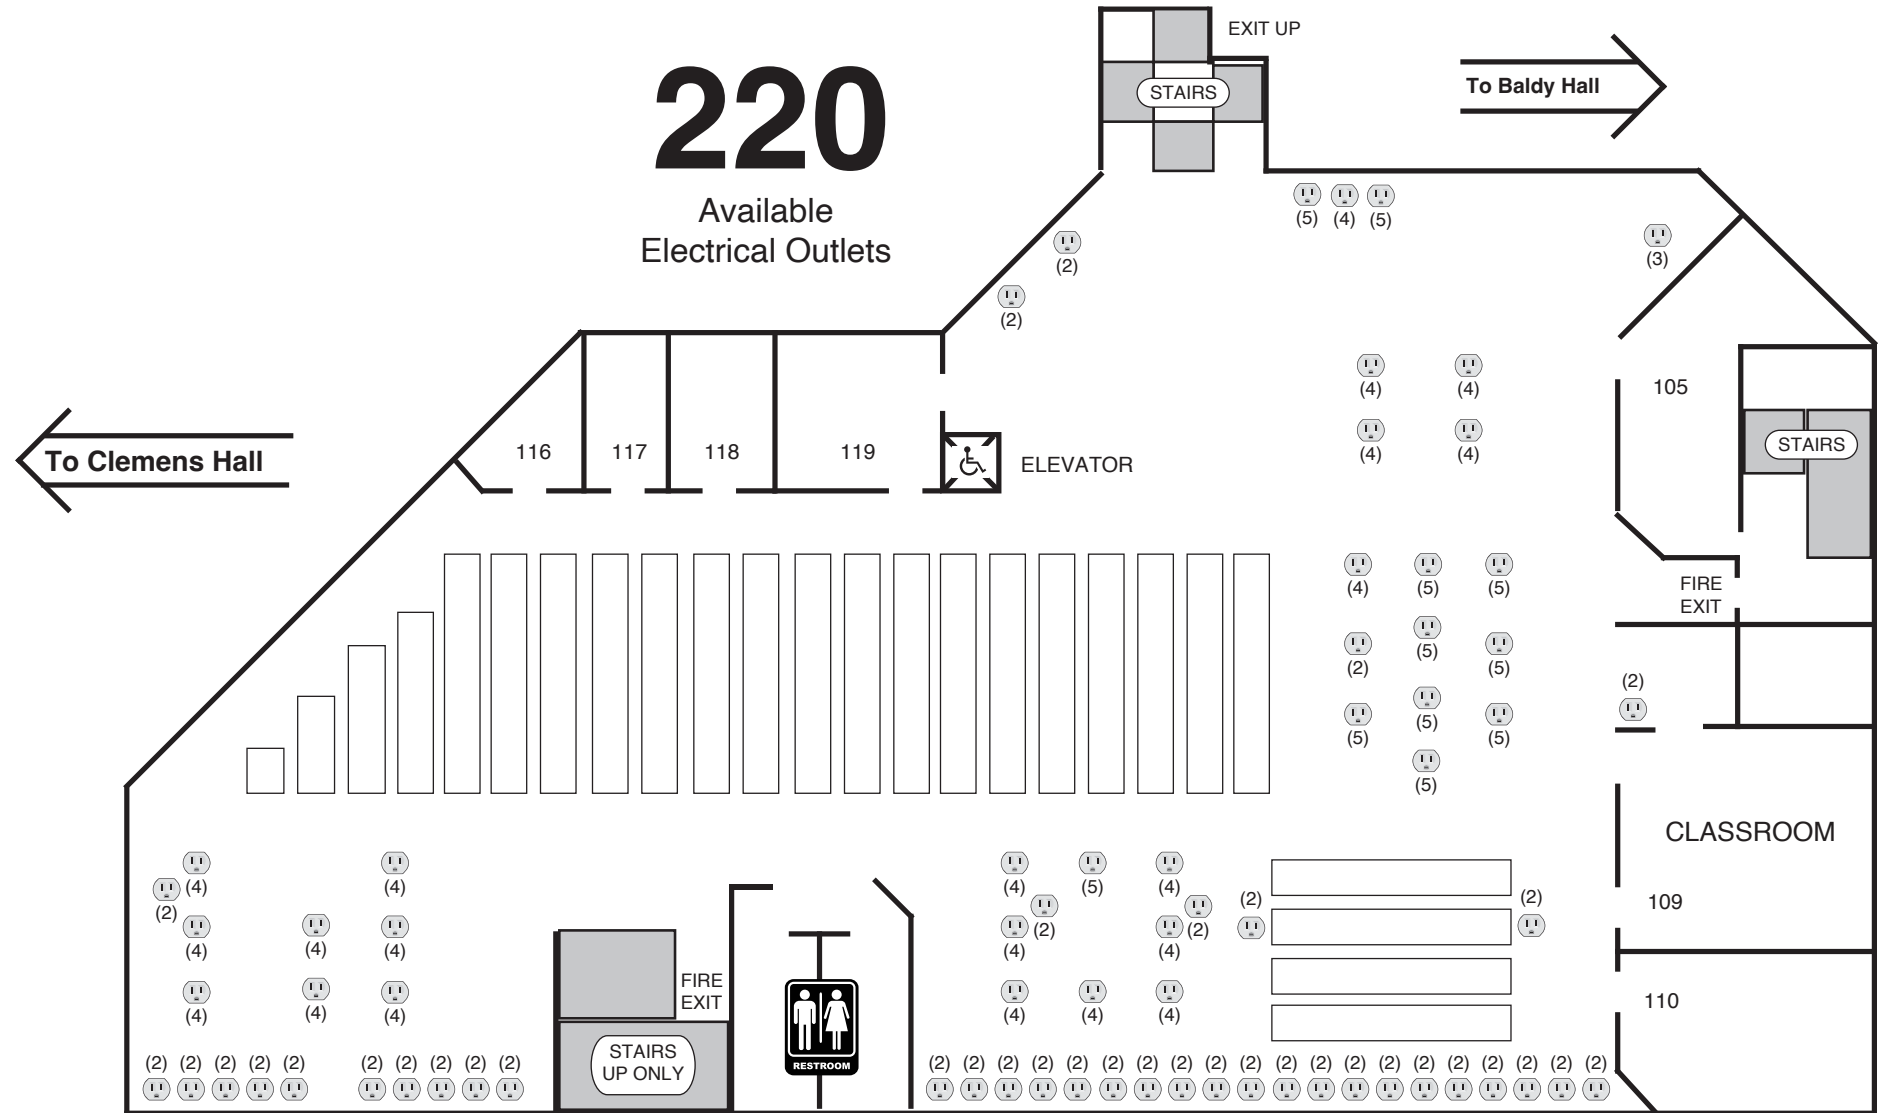 EXIT UP
220
Available
Electrical Outlets
STAIRS
To Baldy Hall
(5) (4) (5)
(2)
(3)
(2)
(4) (4)
105
(4) (4)
To Clemens Hall
116 117 118 119
ELEVATOR
STAIRS
(4) (5) (5)
FIRE
EXIT
(5)
(2) (5)
(2)
(5)
(5) (5)
(5)
CLASSROOM
(4) (4) (4) (5) (4)
(2)
(2) (2)
109
(2) (2)
(4) (4) (4) (4) (4)
FIRE
EXIT
110
(4) (4) (4) (4) (4) (4)
STAIRS
UP ONLY
RESTROOM
(2) (2) (2) (2) (2) (2) (2) (2) (2) (2) (2) (2) (2) (2) (2) (2) (2) (2) (2) (2) (2) (2) (2) (2) (2) (2) (2) (2) (2) (2)